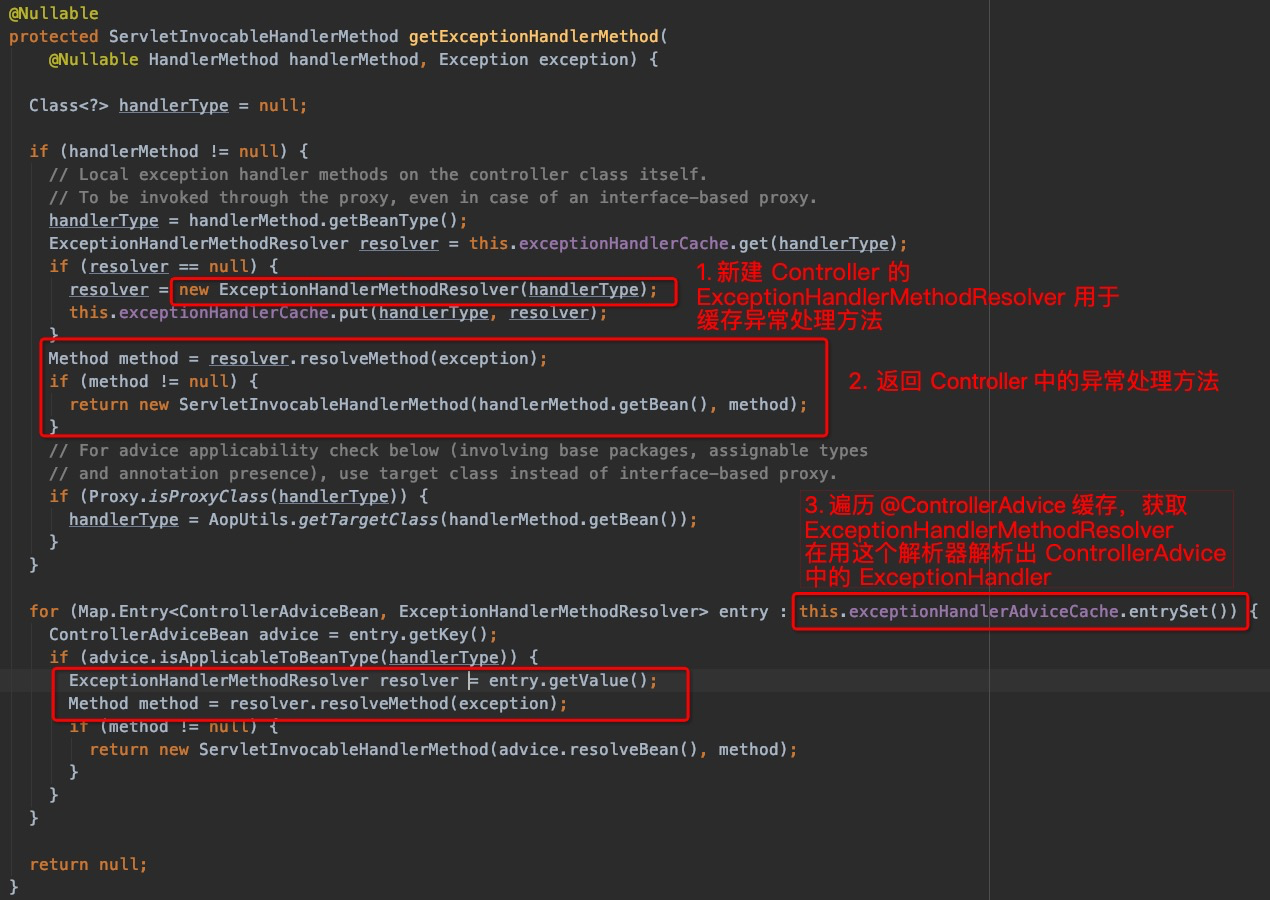 @Nullable
protected ServletInvocableHandlerMethod getExceptionHandlerMethod(
@Nullable HandlerMethod handlerMethod, Exception exception) {
Class<?> handlerType = null;
if (handlerMethod != null) {
// Local exception handler methods on the controller class itself.
// To be invoked through the proxy, even in case of an interface-based proxy.
handlerType = handlerMethod.getBeanType();
ExceptionHandlerMethodResolver resolver = this.exceptionHandlerCache.get(handlerType);
if (resolver == null) {
resolver = new ExceptionHandlerMethodResolver(handlerType);
this.exceptionHandlerCache.put(handlerType, resolver);
}
1. 新建 Controller 的
ExceptionHandlerMethodResolver 用于
缓存异常处理方法
Method method = resolver.resolveMethod(exception);
if (method != null) {
return new ServletInvocableHandlerMethod(handlerMethod.getBean(), method);
}
2. 返回 Controller 中的异常处理方法
// For advice applicability check below (involving base packages, assignable types
// and annotation presence), use target class instead of interface-based proxy.
if (Proxy.isProxyClass(handlerType)) {
handlerType = AopUtils.getTargetClass(handlerMethod.getBean());
}
}
3. 遍历 @ControllerAdvice 缓存，获取
ExceptionHandlerMethodResolver
在用这个解析器解析出 ControllerAdvice
中的 ExceptionHandler
for (Map.Entry<ControllerAdviceBean, ExceptionHandlerMethodResolver> entry : this.exceptionHandlerAdviceCache.entrySet()) {
ControllerAdviceBean advice = entry.getKey();
if (advice.isApplicableToBeanType(handlerType)) {
ExceptionHandlerMethodResolver resolver = entry.getValue();
Method method = resolver.resolveMethod(exception);
if (method != null) {
return new ServletInvocableHandlerMethod(advice.resolveBean(), method);
}
}
}
return null;
}